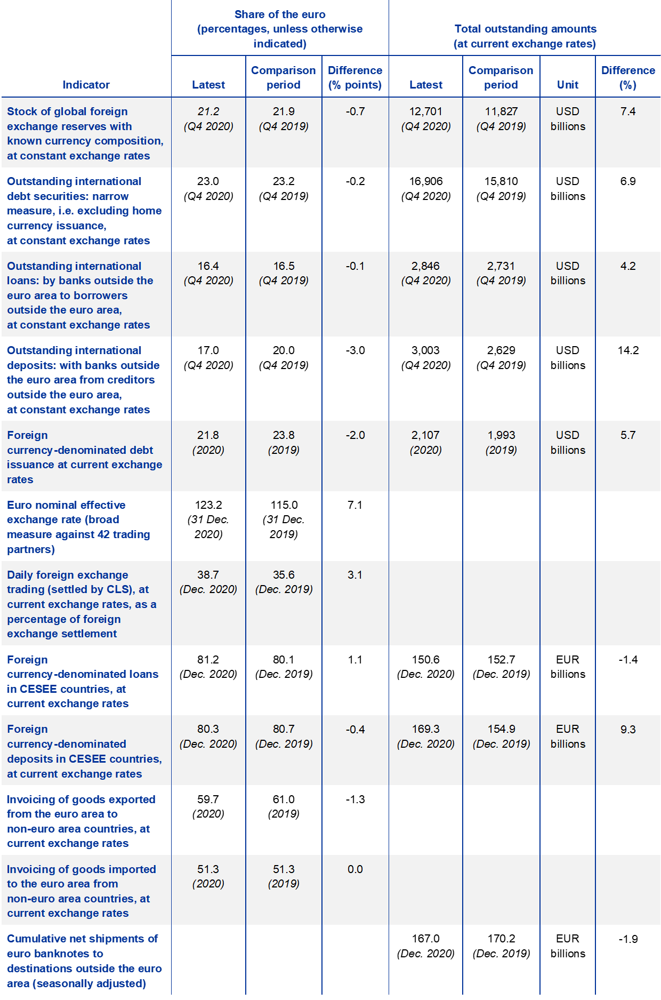 Share of the euro
(percentages, unless otherwise
indicated)
Total outstanding amounts
(at current exchange rates)
Indicator
Latest
Comparison
period
Difference
(% points)
Latest
Comparison
period
Unit
Difference
(%)
Stock of global foreign
exchange reserves with
known currency composition,
at constant exchange rates
21.2
(Q4 2020)
21.9
(Q4 2019)
-0.7
12,701
(Q4 2020)
11,827
(Q4 2019)
USD
billions
7.4
Outstanding international
debt securities: narrow
measure, i.e. excluding home
currency issuance,
at constant exchange rates
23.0
(Q4 2020)
23.2
(Q4 2019)
-0.2
16,906
(Q4 2020)
15,810
(Q4 2019)
USD
billions
6.9
Outstanding international
loans: by banks outside the
euro area to borrowers
outside the euro area,
at constant exchange rates
16.4
(Q4 2020)
16.5
(Q4 2019)
-0.1
2,846
(Q4 2020)
2,731
(Q4 2019)
USD
billions
4.2
Outstanding international
deposits: with banks outside
the euro area from creditors
outside the euro area,
at constant exchange rates
17.0
(Q4 2020)
20.0
(Q4 2019)
-3.0
3,003
(Q4 2020)
2,629
(Q4 2019)
USD
billions
14.2
Foreign
currency-denominated debt
issuance at current exchange
rates
21.8
(2020)
23.8
(2019)
-2.0
2,107
(2020)
1,993
(2019)
USD
billions
5.7
Euro nominal effective
exchange rate (broad
measure against 42 trading
partners)
123.2
(31 Dec.
2020)
115.0
(31 Dec.
2019)
7.1
Daily foreign exchange
trading (settled by CLS), at
current exchange rates, as a
percentage of foreign
exchange settlement
38.7
(Dec. 2020)
35.6
(Dec. 2019)
3.1
Foreign
currency-denominated loans
in CESEE countries, at
current exchange rates
81.2
(Dec. 2020)
80.1
(Dec. 2019)
1.1
150.6
(Dec. 2020)
152.7
(Dec. 2019)
EUR
billions
-1.4
Foreign
currency-denominated
deposits in CESEE countries,
at current exchange rates
80.3
(Dec. 2020)
80.7
(Dec. 2019)
-0.4
169.3
(Dec. 2020)
154.9
(Dec. 2019)
EUR
billions
9.3
Invoicing of goods exported
from the euro area to
non-euro area countries, at
current exchange rates
59.7
(2020)
61.0
(2019)
-1.3
Invoicing of goods imported
to the euro area from
non-euro area countries, at
current exchange rates
51.3
(2020)
51.3
(2019)
0.0
Cumulative net shipments of
euro banknotes to
destinations outside the euro
area (seasonally adjusted)
167.0
(Dec. 2020)
170.2
(Dec. 2019)
EUR
billions
-1.9